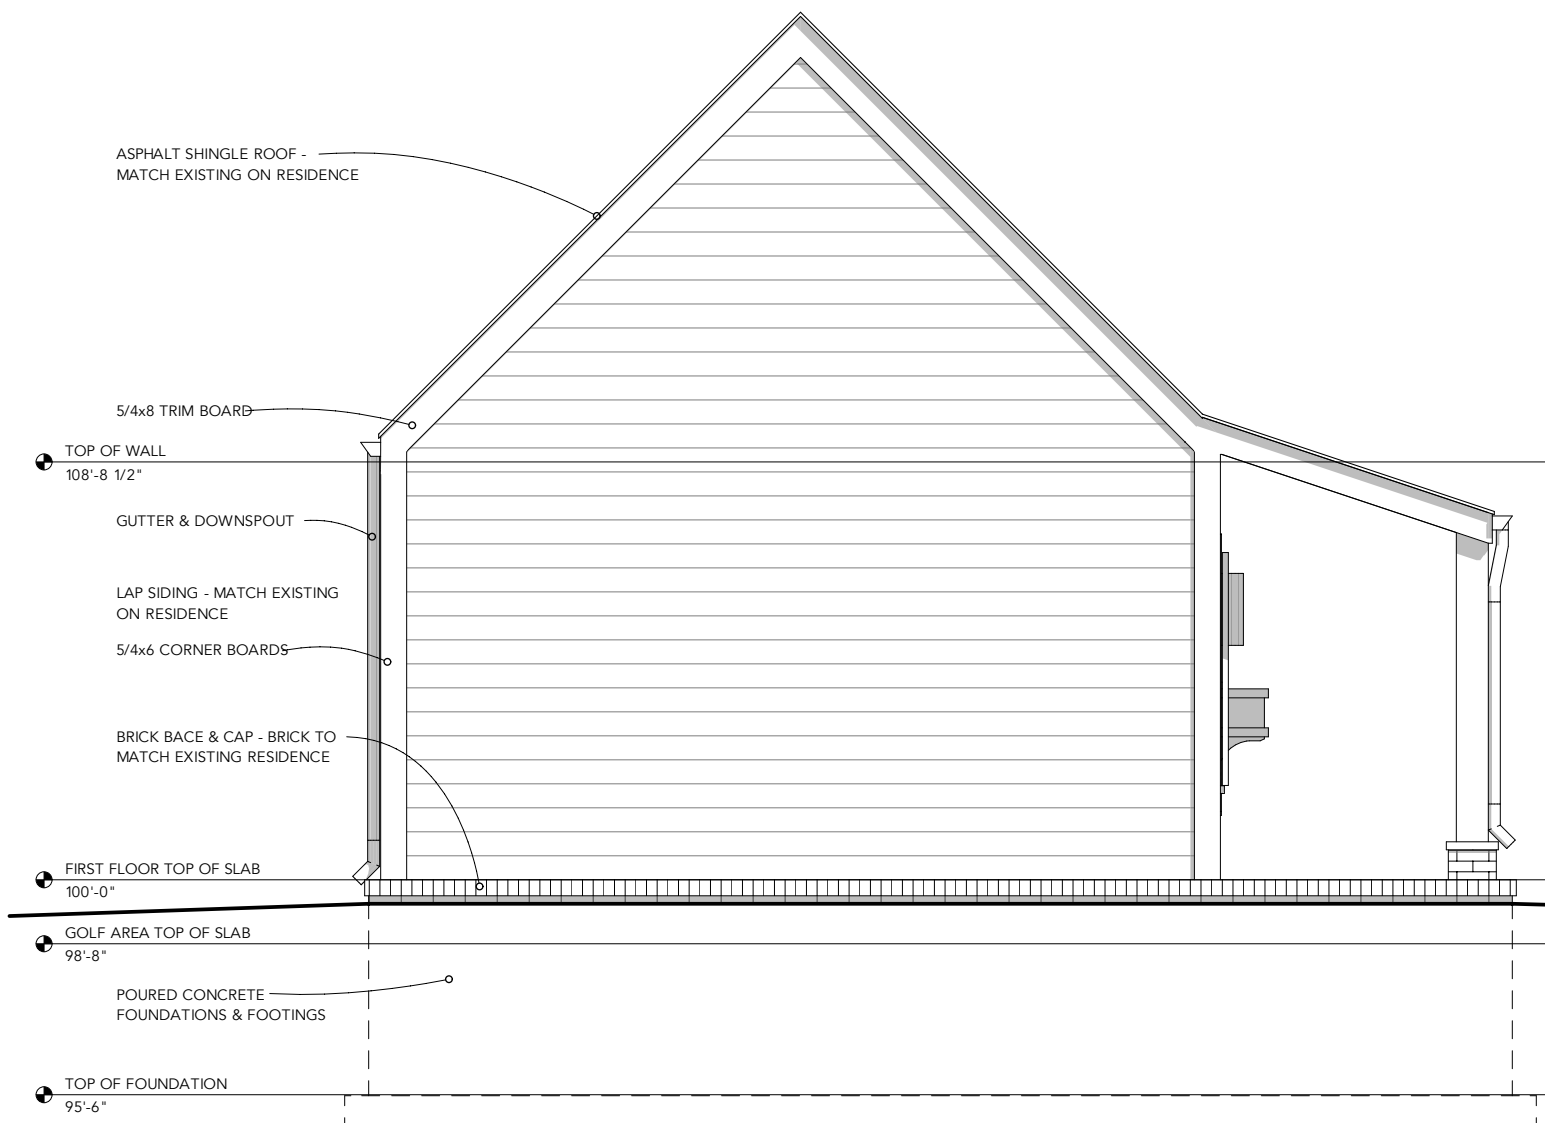 ASPHALT SHINGLE ROOF -
MATCH EXISTING ON RESIDENCE
5/4x8 TRIM BOARD
TOP OF WALL
108'-8 1/2"
GUTTER & DOWNSPOUT
LAP SIDING - MATCH EXISTING
ON RESIDENCE
5/4x6 CORNER BOARDS
BRICK BACE & CAP - BRICK TO
MATCH EXISTING RESIDENCE
FIRST FLOOR TOP OF SLAB
100'-0"
GOLF AREA TOP OF SLAB
98'-8"
POURED CONCRETE
FOUNDATIONS & FOOTINGS
TOP OF FOUNDATION
95'-6"